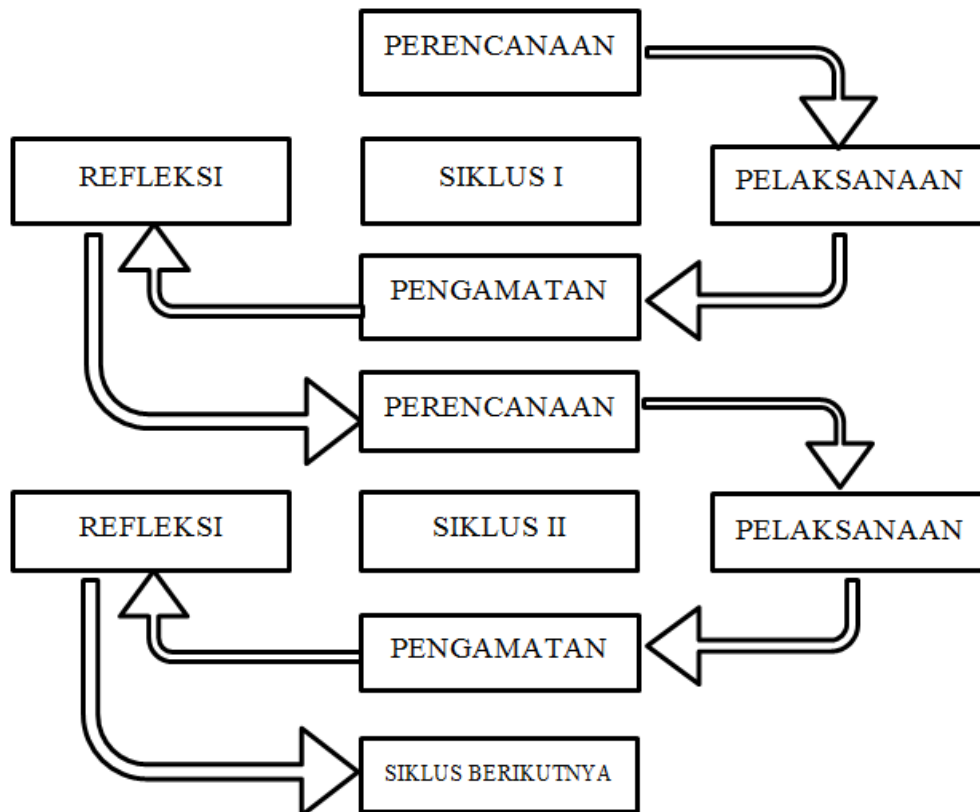 PERENCANAAN
REFLEKSI
SIKLUS I
PELAKSANAAN
PENGAMATAN
PERENCANAAN
REFLEKSI
SIKLUS II
PELAKSANAAN
PENGAMATAN
SIKLUS BERIKUTNYA